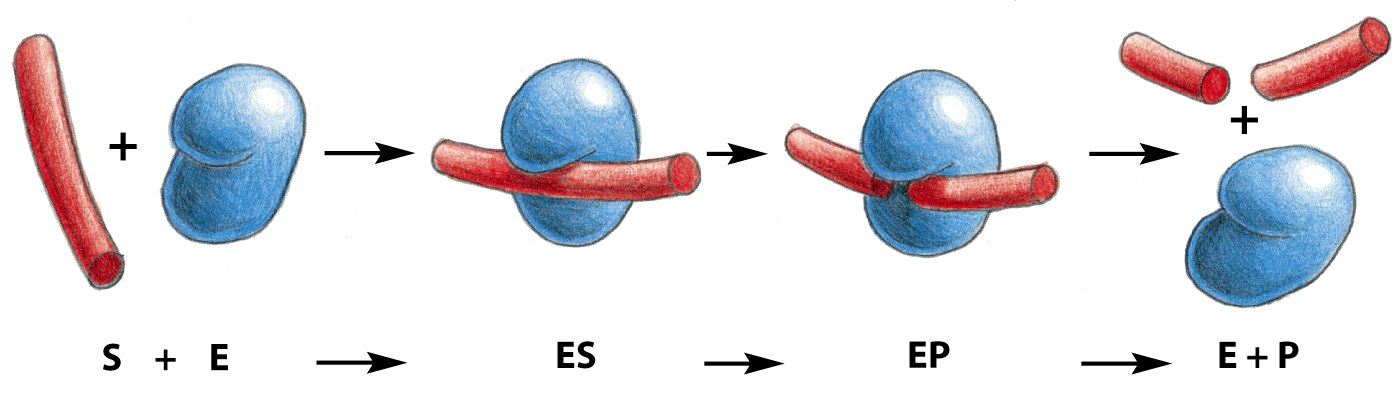 + +
S + E ES EP E + P